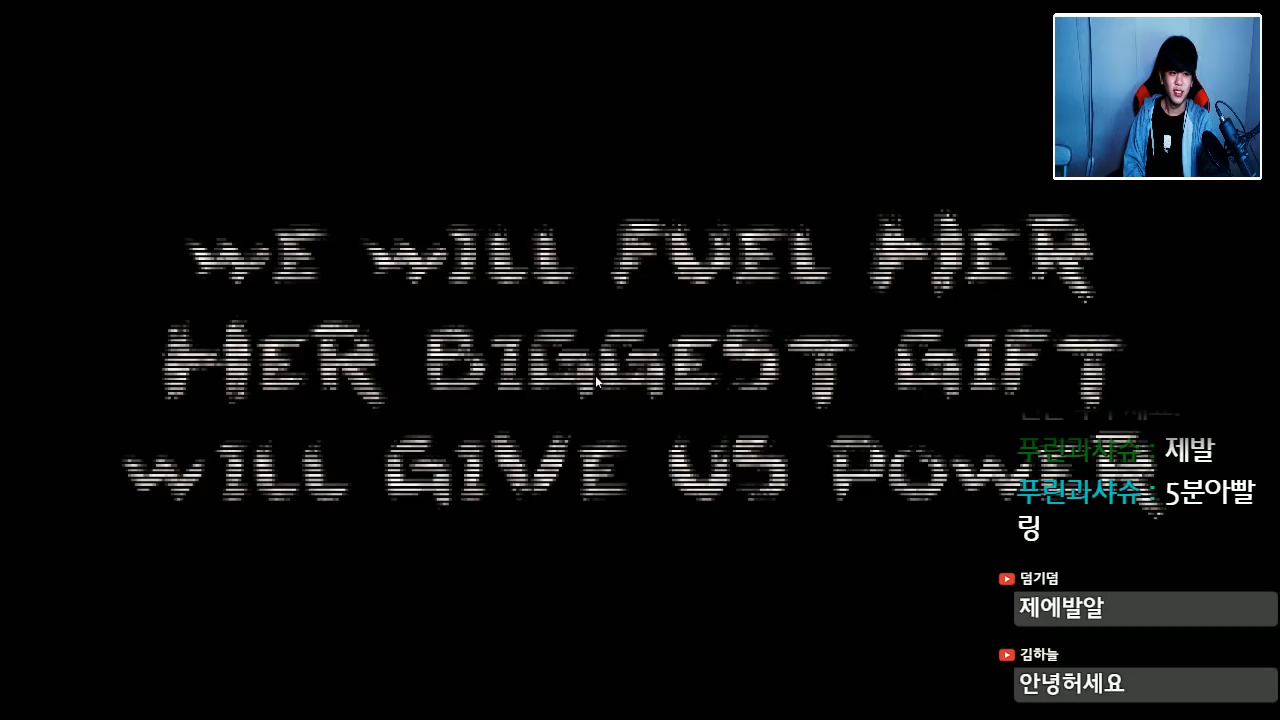 WE WILL FUEL HER
HER BIGGEST GIFT
WILL GIVE US POWER
푸린과샤슈 : 제발
푸린과샤슈 : 5분아빨
링
덤기덤
제에발알
김하늘
안녕허세요